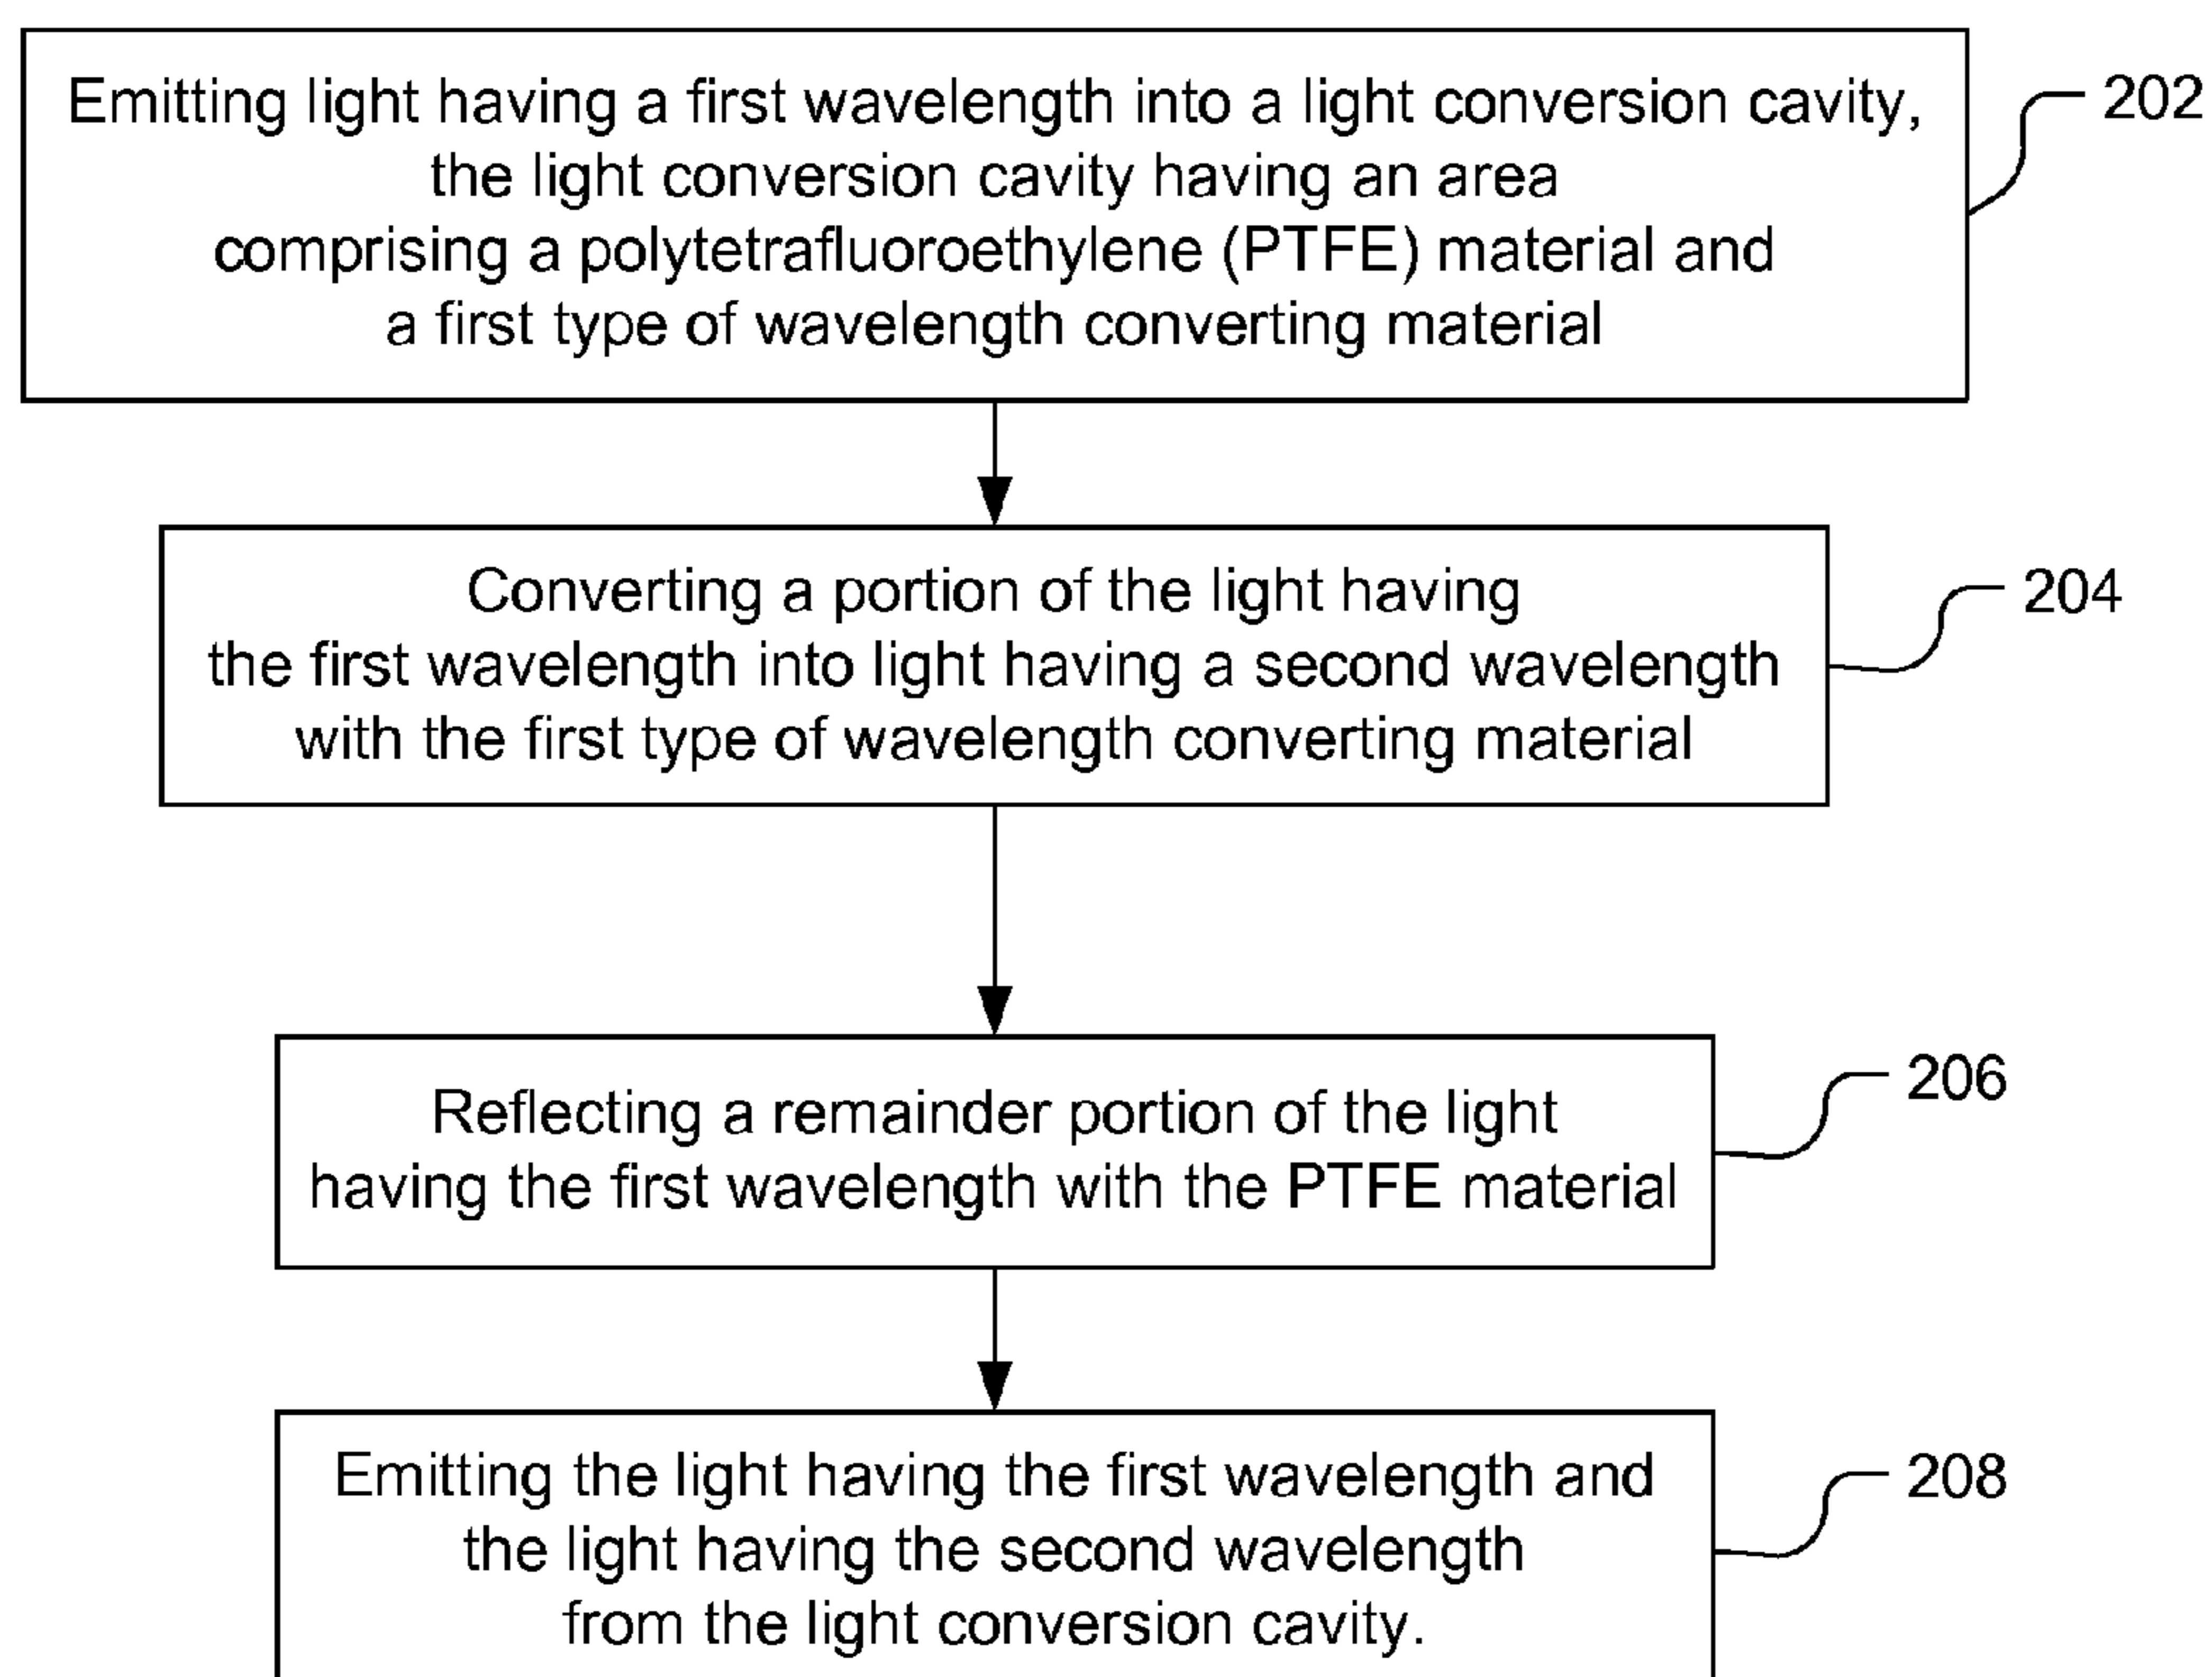 Emitting light having a first wavelength into a light conversion cavity,
the light conversion cavity having an area
comprising a polytetrafluoroethylene (PTFE) material and
a first type of wavelength converting material
202
Converting a portion of the light having
the first wavelength into light having a second wavelength
with the first type of wavelength converting material
204
Reflecting a remainder portion of the light
having the first wavelength with the PTFE material
206
Emitting the light having the first wavelength and
the light having the second wavelength
from the light conversion cavity.
208